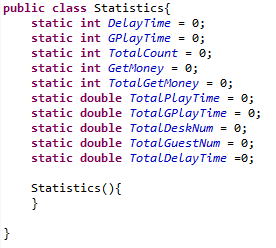 public class Statistics{
    static int DelayTime = 0;
    static int GPlayTime = 0;
    static int TotalCount = 0;
    static int GetMoney = 0;
    static int TotalGetMoney = 0;
    static double TotalPlayTime = 0;
    static double TotalGPlayTime = 0;
    static double TotalDeskNum = 0;
    static double TotalGuestNum = 0;
    static double TotalDelayTime =0;
    Statistics(){
    }
}